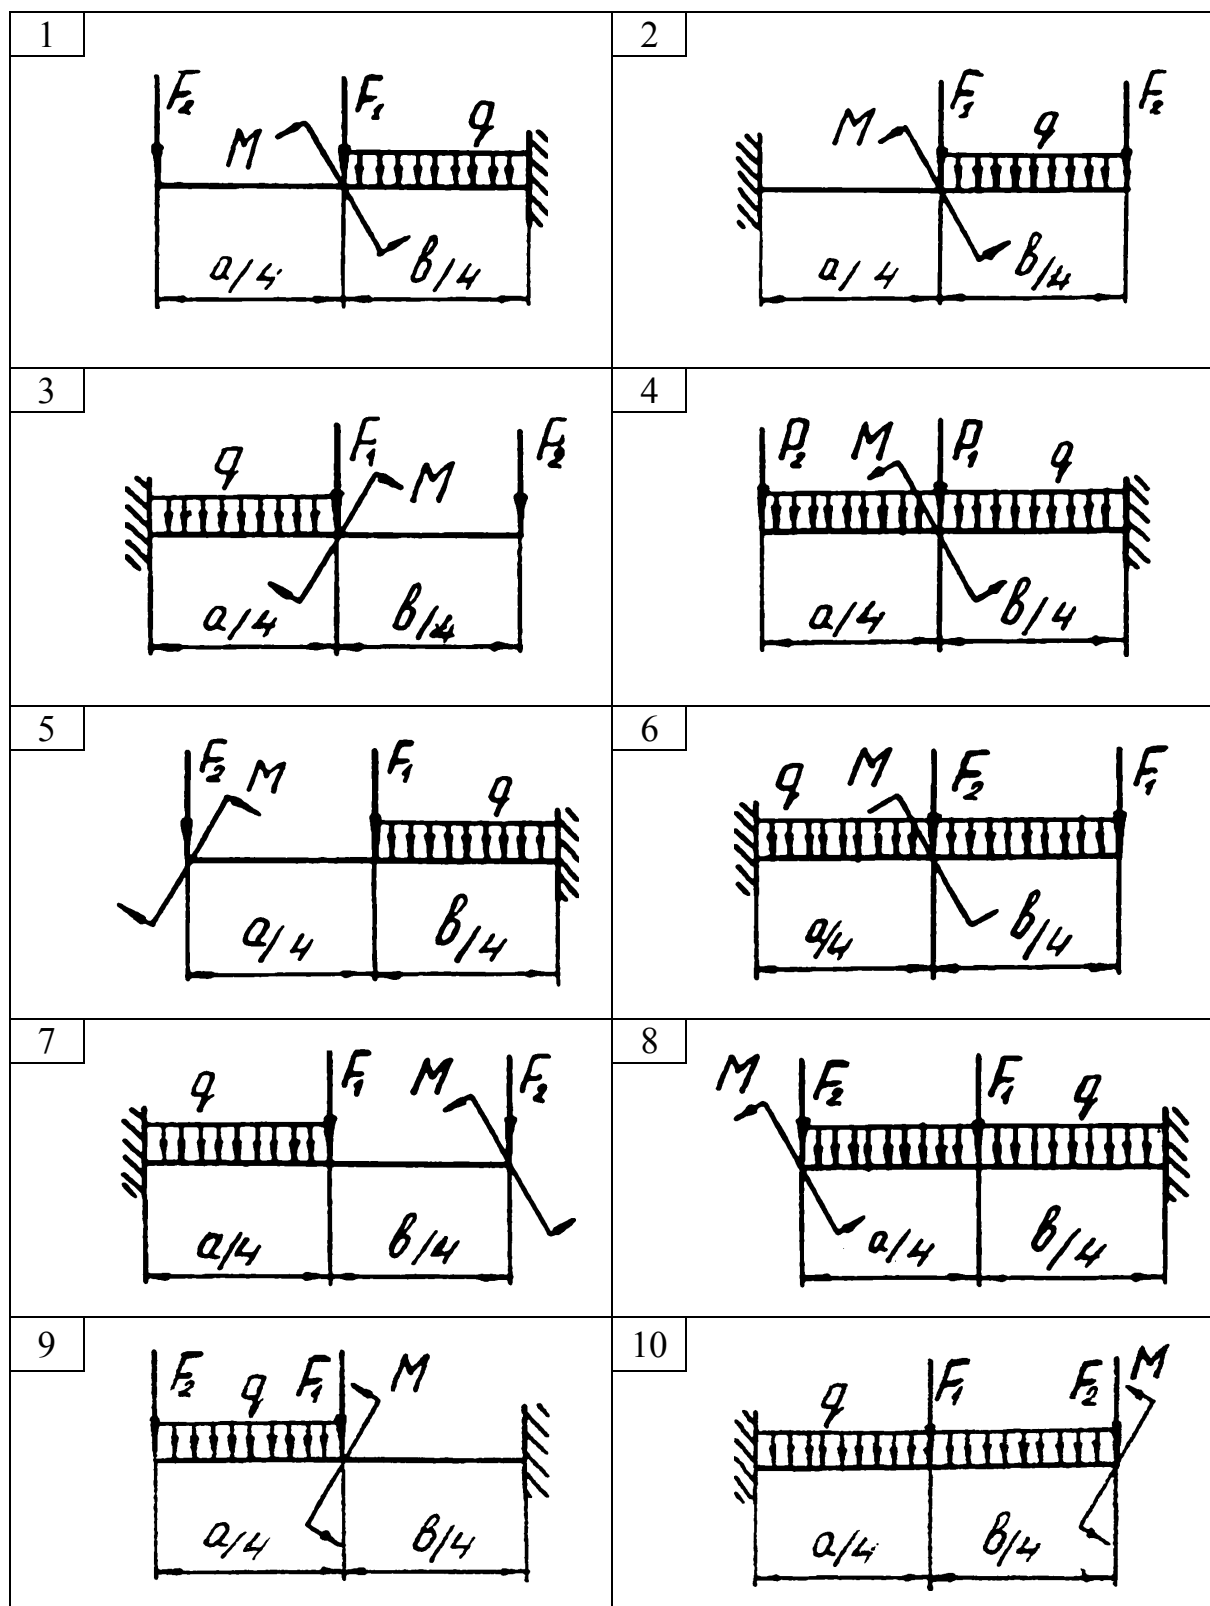 1
F₂ M F₁ q
a/4 в/4
2
M F₁ q F₂
a/4 в/4
3
q F₁ M F₂
a/4 в/4
4
P₂ M P₁ q
a/4 в/4
5
F₂ M F₁ q
a/4 в/4
6
q M F₂ F₁
a/4 в/4
7
q F₁ M F₂
a/4 в/4
8
M F₂ F₁ q
a/4 в/4
9
F₂ q F₁ M
a/4 в/4
10
q F₁ F₂ M
a/4 в/4